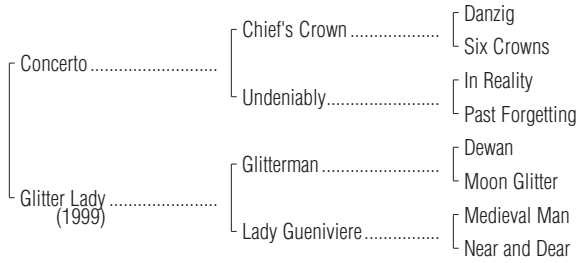 Danzig
Chief's Crown ....................
Six Crowns
Concerto ............................
In Reality
Undeniably.........................
Past Forgetting
Dewan
Glitterman ..........................
Moon Glitter
Glitter Lady ........................
(1999)
Medieval Man
Lady Gueniviere.................
Near and Dear